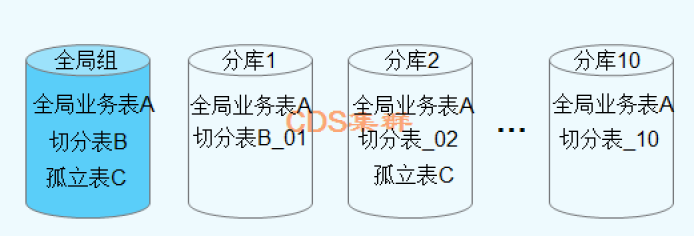 全局组
全局业务表A
切分表B
孤立表C
分库1
全局业务表A
切分表B_01
分库2
全局业务表A
切分表_02
孤立表C
...
分库10
全局业务表A
切分表_10
CDS集群